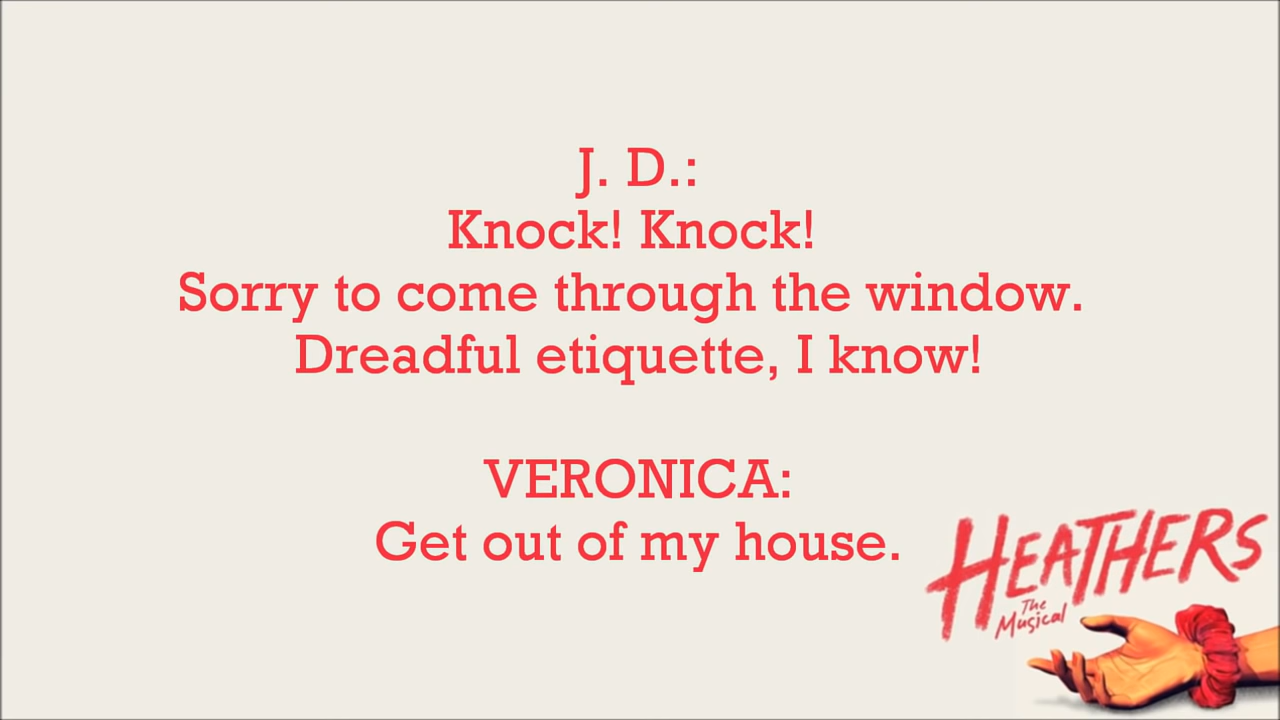 J. D.:
Knock! Knock!
Sorry to come through the window.
Dreadful etiquette, I know!
VERONICA:
Get out of my house.
HEATHERS
The
Musical